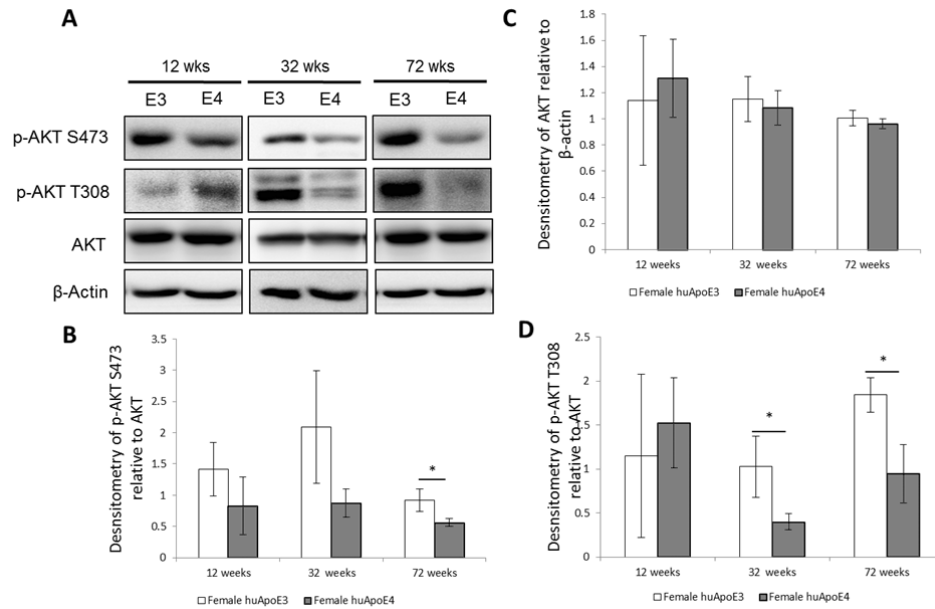 A
12 wks 32 wks 72 wks
E3 E4 E3 E4 E3 E4
p-AKT S473
p-AKT T308
AKT
β-Actin
B
Desnsitometry of p-AKT S473
relative to AKT
3.5
3
2.5
2
1.5
1
0.5
0
*
12 weeks 32 weeks 72 weeks
Female huApoE3 Female huApoE4
C
Desnsitometry of AKT relative to
β-actin
1.8
1.6
1.4
1.2
1
0.8
0.6
0.4
0.2
0
12 weeks 32 weeks 72 weeks
Female huApoE3 Female huApoE4
D
Desnsitometry of p-AKT T308
relative to AKT
2.5
2
1.5
1
0.5
0
* *
12 weeks 32 weeks 72 weeks
Female huApoE3 Female huApoE4